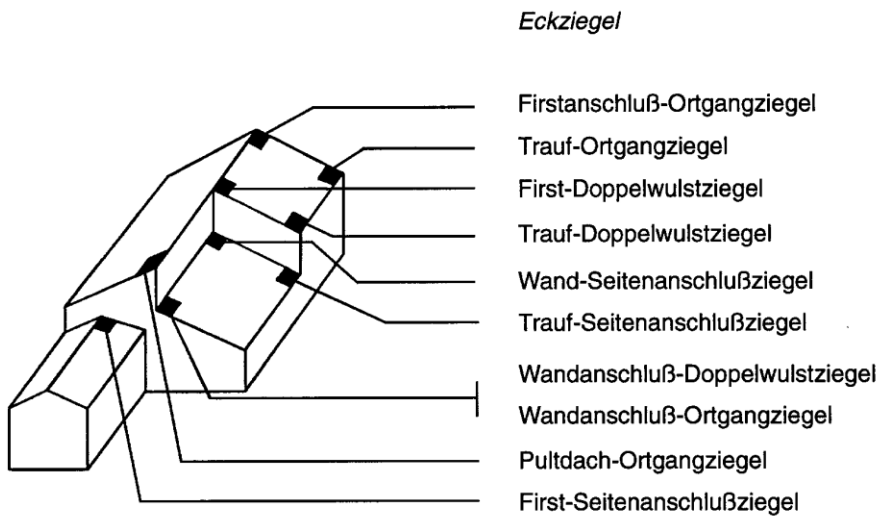 Eckziegel
Firstanschluß-Ortgangziegel
Trauf-Ortgangziegel
First-Doppelwulstziegel
Trauf-Doppelwulstziegel
Wand-Seitenanschlußziegel
Trauf-Seitenanschlußziegel
Wandanschluß-Doppelwulstziegel
Wandanschluß-Ortgangziegel
Pultdach-Ortgangziegel
First-Seitenanschlußziegel